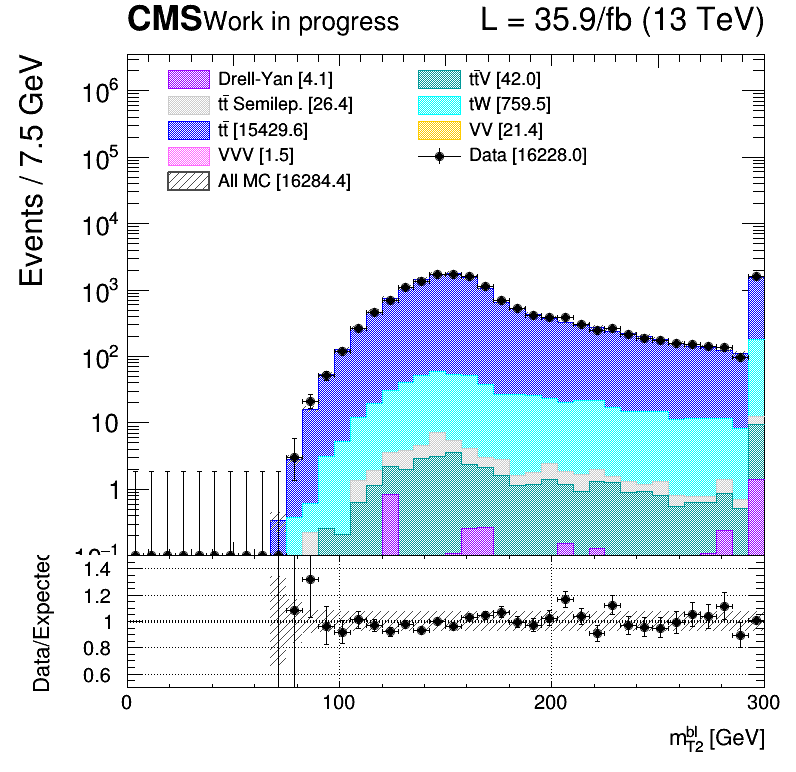 CMS Work in progress L = 35.9/fb (13 TeV)
Events / 7.5 GeV
Drell-Yan [4.1] tt̄V [42.0]
tt̄ Semilep. [26.4] tW [759.5]
tt̄ [15429.6] VV [21.4]
VVV [1.5] Data [16228.0]
All MC [16284.4]
10⁶
10⁵
10⁴
10³
10²
10
1
10⁻¹
Data/Expected
1.4
1.2
1
0.8
0.6
0 100 200 300
m_T2^bl [GeV]